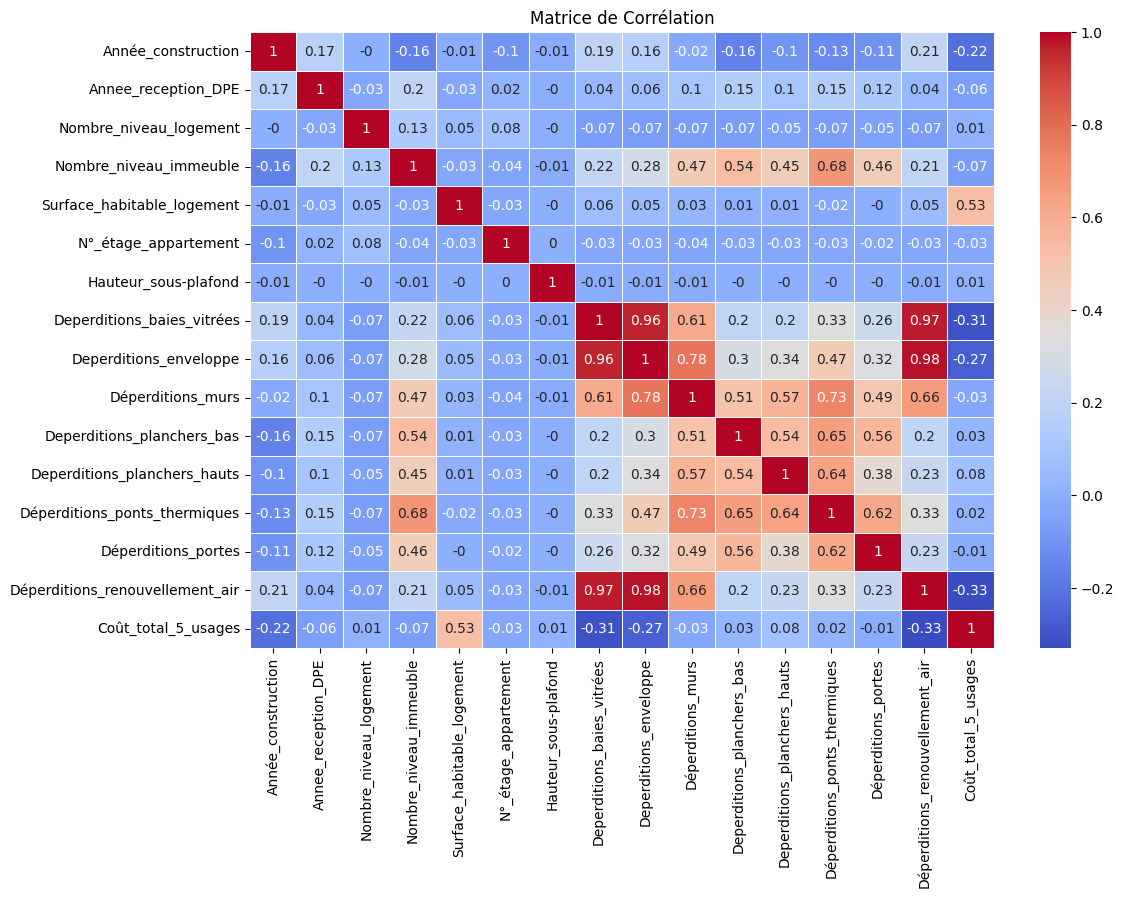 Matrice de Corrélation
Année_construction 1 0.17 -0 -0.16 -0.01 -0.1 -0.01 0.19 0.16 -0.02 -0.16 -0.1 -0.13 -0.11 0.21 -0.22
Annee_reception_DPE 0.17 1 -0.03 0.2 -0.03 0.02 -0 0.04 0.06 0.1 0.15 0.1 0.15 0.12 0.04 -0.06
Nombre_niveau_logement -0 -0.03 1 0.13 0.05 0.08 -0 -0.07 -0.07 -0.07 -0.07 -0.05 -0.07 -0.05 -0.07 0.01
Nombre_niveau_immeuble -0.16 0.2 0.13 1 -0.03 -0.04 -0.01 0.22 0.28 0.47 0.54 0.45 0.68 0.46 0.21 -0.07
Surface_habitable_logement -0.01 -0.03 0.05 -0.03 1 -0.03 -0 0.06 0.05 0.03 0.01 0.01 -0.02 -0 0.05 0.53
N°_étage_appartement -0.1 0.02 0.08 -0.04 -0.03 1 0 -0.03 -0.03 -0.04 -0.03 -0.03 -0.03 -0.02 -0.03 -0.03
Hauteur_sous-plafond -0.01 -0 -0 -0.01 -0 0 1 -0.01 -0.01 -0.01 -0 -0 -0 -0 -0.01 0.01
Deperditions_baies_vitrées 0.19 0.04 -0.07 0.22 0.06 -0.03 -0.01 1 0.96 0.61 0.2 0.2 0.33 0.26 0.97 -0.31
Deperditions_enveloppe 0.16 0.06 -0.07 0.28 0.05 -0.03 -0.01 0.96 1 0.78 0.3 0.34 0.47 0.32 0.98 -0.27
Déperditions_murs -0.02 0.1 -0.07 0.47 0.03 -0.04 -0.01 0.61 0.78 1 0.51 0.57 0.73 0.49 0.66 -0.03
Deperditions_planchers_bas -0.16 0.15 -0.07 0.54 0.01 -0.03 -0 0.2 0.3 0.51 1 0.54 0.65 0.56 0.2 0.03
Deperditions_planchers_hauts -0.1 0.1 -0.05 0.45 0.01 -0.03 -0 0.2 0.34 0.57 0.54 1 0.64 0.38 0.23 0.08
Déperditions_ponts_thermiques -0.13 0.15 -0.07 0.68 -0.02 -0.03 -0 0.33 0.47 0.73 0.65 0.64 1 0.62 0.33 0.02
Déperditions_portes -0.11 0.12 -0.05 0.46 -0 -0.02 -0 0.26 0.32 0.49 0.56 0.38 0.62 1 0.23 -0.01
Déperditions_renouvellement_air 0.21 0.04 -0.07 0.21 0.05 -0.03 -0.01 0.97 0.98 0.66 0.2 0.23 0.33 0.23 1 -0.33
Coût_total_5_usages -0.22 -0.06 0.01 -0.07 0.53 -0.03 0.01 -0.31 -0.27 -0.03 0.03 0.08 0.02 -0.01 -0.33 1
Année_construction
Annee_reception_DPE
Nombre_niveau_logement
Nombre_niveau_immeuble
Surface_habitable_logement
N°_étage_appartement
Hauteur_sous-plafond
Deperditions_baies_vitrées
Deperditions_enveloppe
Déperditions_murs
Deperditions_planchers_bas
Deperditions_planchers_hauts
Déperditions_ponts_thermiques
Déperditions_portes
Déperditions_renouvellement_air
Coût_total_5_usages
1.0
0.8
0.6
0.4
0.2
0.0
−0.2